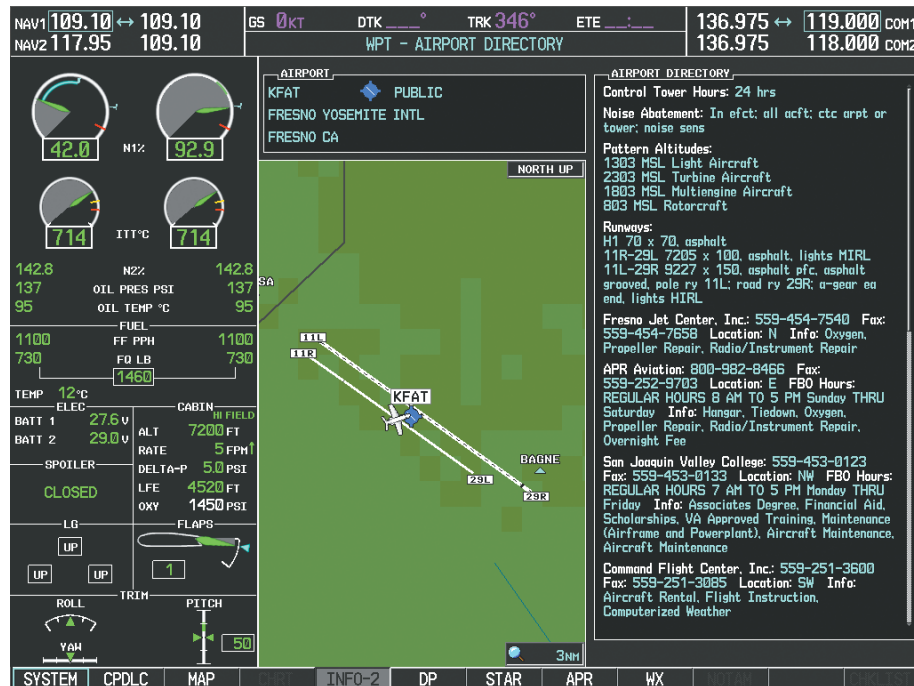 NAV1 109.10 ↔ 109.10
NAV2 117.95 109.10
GS 0KT DTK ___° TRK 346° ETE __:__
WPT - AIRPORT DIRECTORY
136.975 ↔ 119.000 COM1
136.975 118.000 COM2
42.0 N1% 92.9
714 ITT°C 714
142.8 N2% 142.8
137 OIL PRES PSI 137
95 OIL TEMP °C 95
FUEL
1100 FF PPH 1100
730 FQ LB 730
1460
TEMP 12°C
ELEC
BATT 1 27.6 V
BATT 2 29.0 V
SPOILER
CLOSED
CABIN
HI FIELD
ALT 7200 FT
RATE 5 FPM↑
DELTA-P 5.0 PSI
LFE 4520 FT
OXY 1450 PSI
LG
UP
UP UP
FLAPS
1
TRIM
ROLL
YAW
PITCH
50
AIRPORT
KFAT PUBLIC
FRESNO YOSEMITE INTL
FRESNO CA
NORTH UP
SA
11L
11R
KFAT
BAGNE
29L
29R
3NM
AIRPORT DIRECTORY
Control Tower Hours: 24 hrs
Noise Abatement: In efct; all acft; ctc arpt or
tower; noise sens
Pattern Altitudes:
1303 MSL Light Aircraft
2303 MSL Turbine Aircraft
1803 MSL Multiengine Aircraft
803 MSL Rotorcraft
Runways:
H1 70 x 70, asphalt
11R-29L 7205 x 100, asphalt, lights MIRL
11L-29R 9227 x 150, asphalt pfc, asphalt
grooved, pole ry 11L; road ry 29R; a-gear ea
end, lights HIRL
Fresno Jet Center, Inc.: 559-454-7540 Fax:
559-454-7658 Location: N Info: Oxygen,
Propeller Repair, Radio/Instrument Repair
APR Aviation: 800-982-8466 Fax:
559-252-9703 Location: E FBO Hours:
REGULAR HOURS 8 AM TO 5 PM Sunday THRU
Saturday Info: Hangar, Tiedown, Oxygen,
Propeller Repair, Radio/Instrument Repair,
Overnight Fee
San Joaquin Valley College: 559-453-0123
Fax: 559-453-0133 Location: NW FBO Hours:
REGULAR HOURS 7 AM TO 5 PM Monday THRU
Friday Info: Associates Degree, Financial Aid,
Scholarships, VA Approved Training, Maintenance
(Airframe and Powerplant), Aircraft Maintenance,
Aircraft Maintenance
Command Flight Center, Inc.: 559-251-3600
Fax: 559-251-3085 Location: SW Info:
Aircraft Rental, Flight Instruction,
Computerized Weather
SYSTEM CPDLC MAP CHRT INFO-2 DP STAR APR WX NOTAM CHKLIST